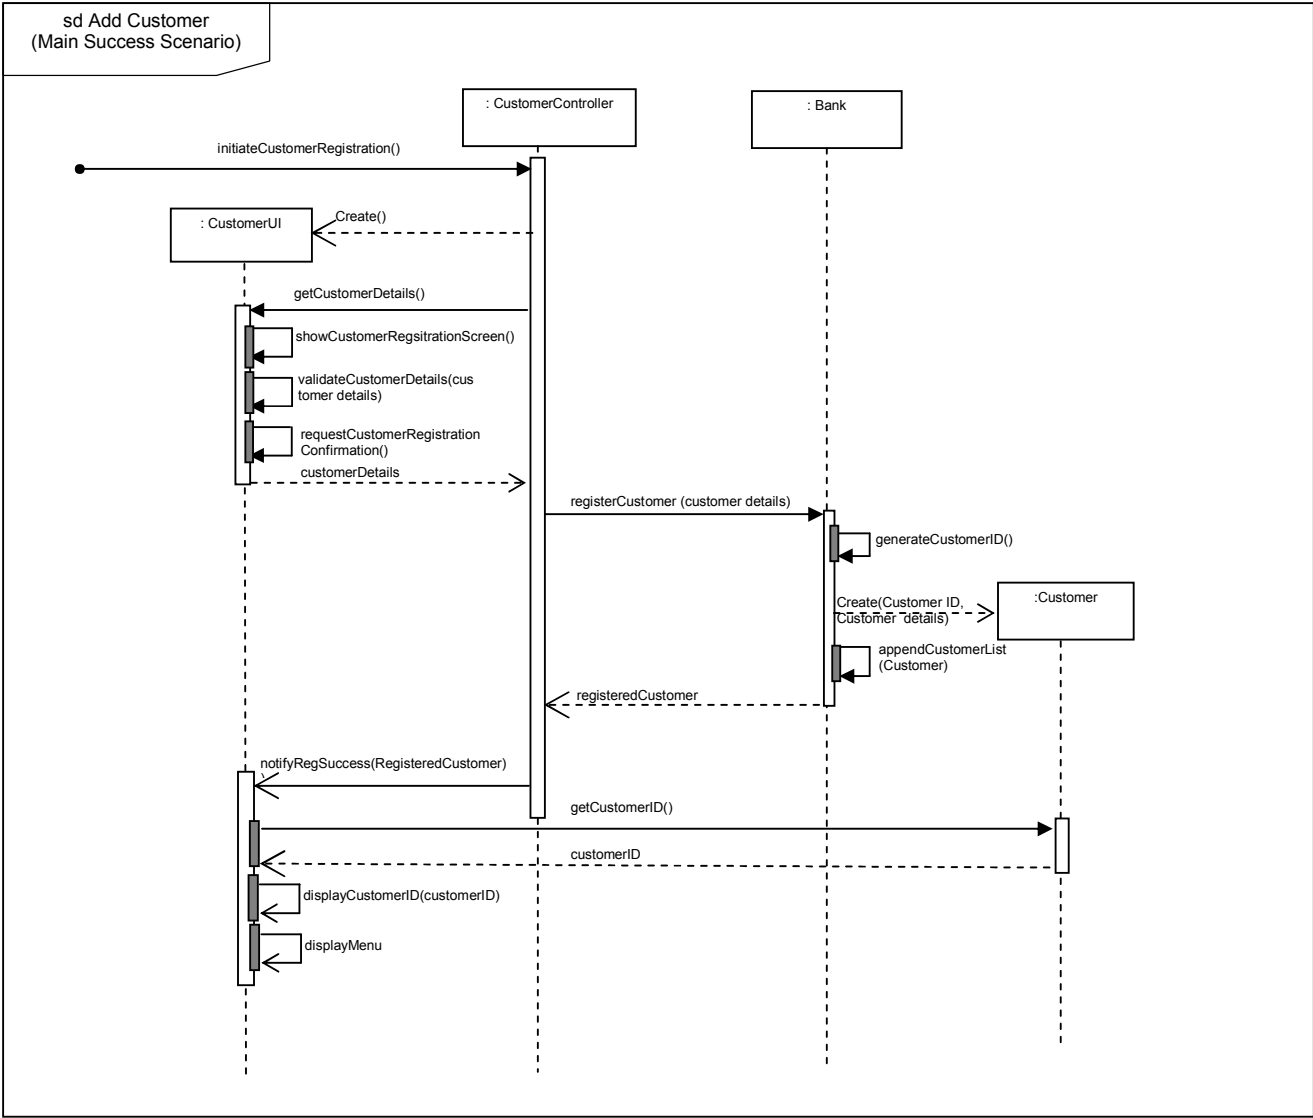 sd Add Customer
(Main Success Scenario)
: CustomerController
: Bank
initiateCustomerRegistration()
: CustomerUI
Create()
getCustomerDetails()
showCustomerRegsitrationScreen()
validateCustomerDetails(cus
tomer details)
requestCustomerRegistration
Confirmation()
customerDetails
registerCustomer (customer details)
generateCustomerID()
Create(Customer ID,
Customer  details)
:Customer
appendCustomerList
(Customer)
registeredCustomer
notifyRegSuccess(RegisteredCustomer)
getCustomerID()
customerID
displayCustomerID(customerID)
displayMenu